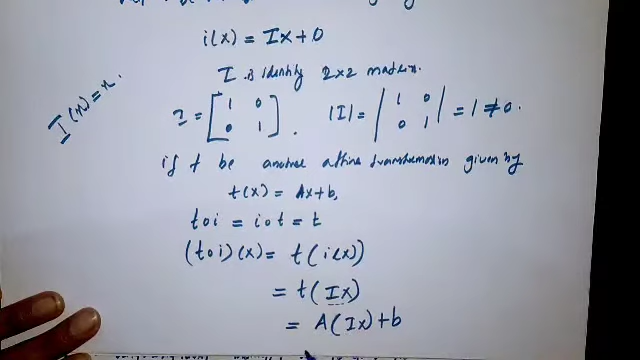 i(x) = Ix + 0
I is identity 2x2 matrix.
I(x) = x.
I = [1 0 0 1] . |I| = |1 0 0 1| = 1 ≠ 0.
if t be another affine transformation given by
t(x) = Ax+b,
toi = iot = t
(toi)(x) = t(i(x))
= t(Ix)
= A(Ix)+b